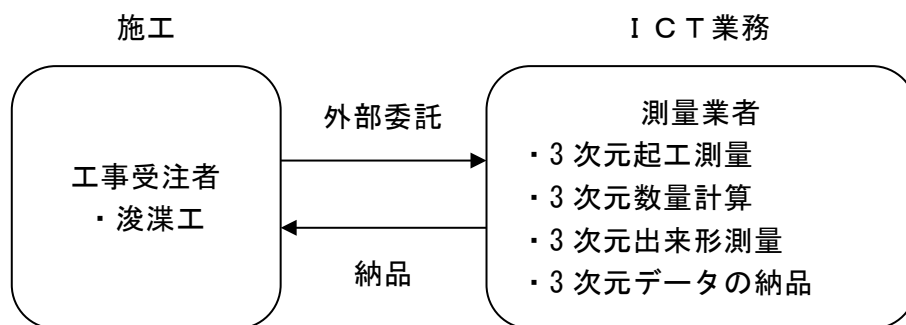 施工
ICT業務
外部委託
工事受注者
・浚渫工
測量業者
・3次元起工測量
・3次元数量計算
・3次元出来形測量
・3次元データの納品
納品